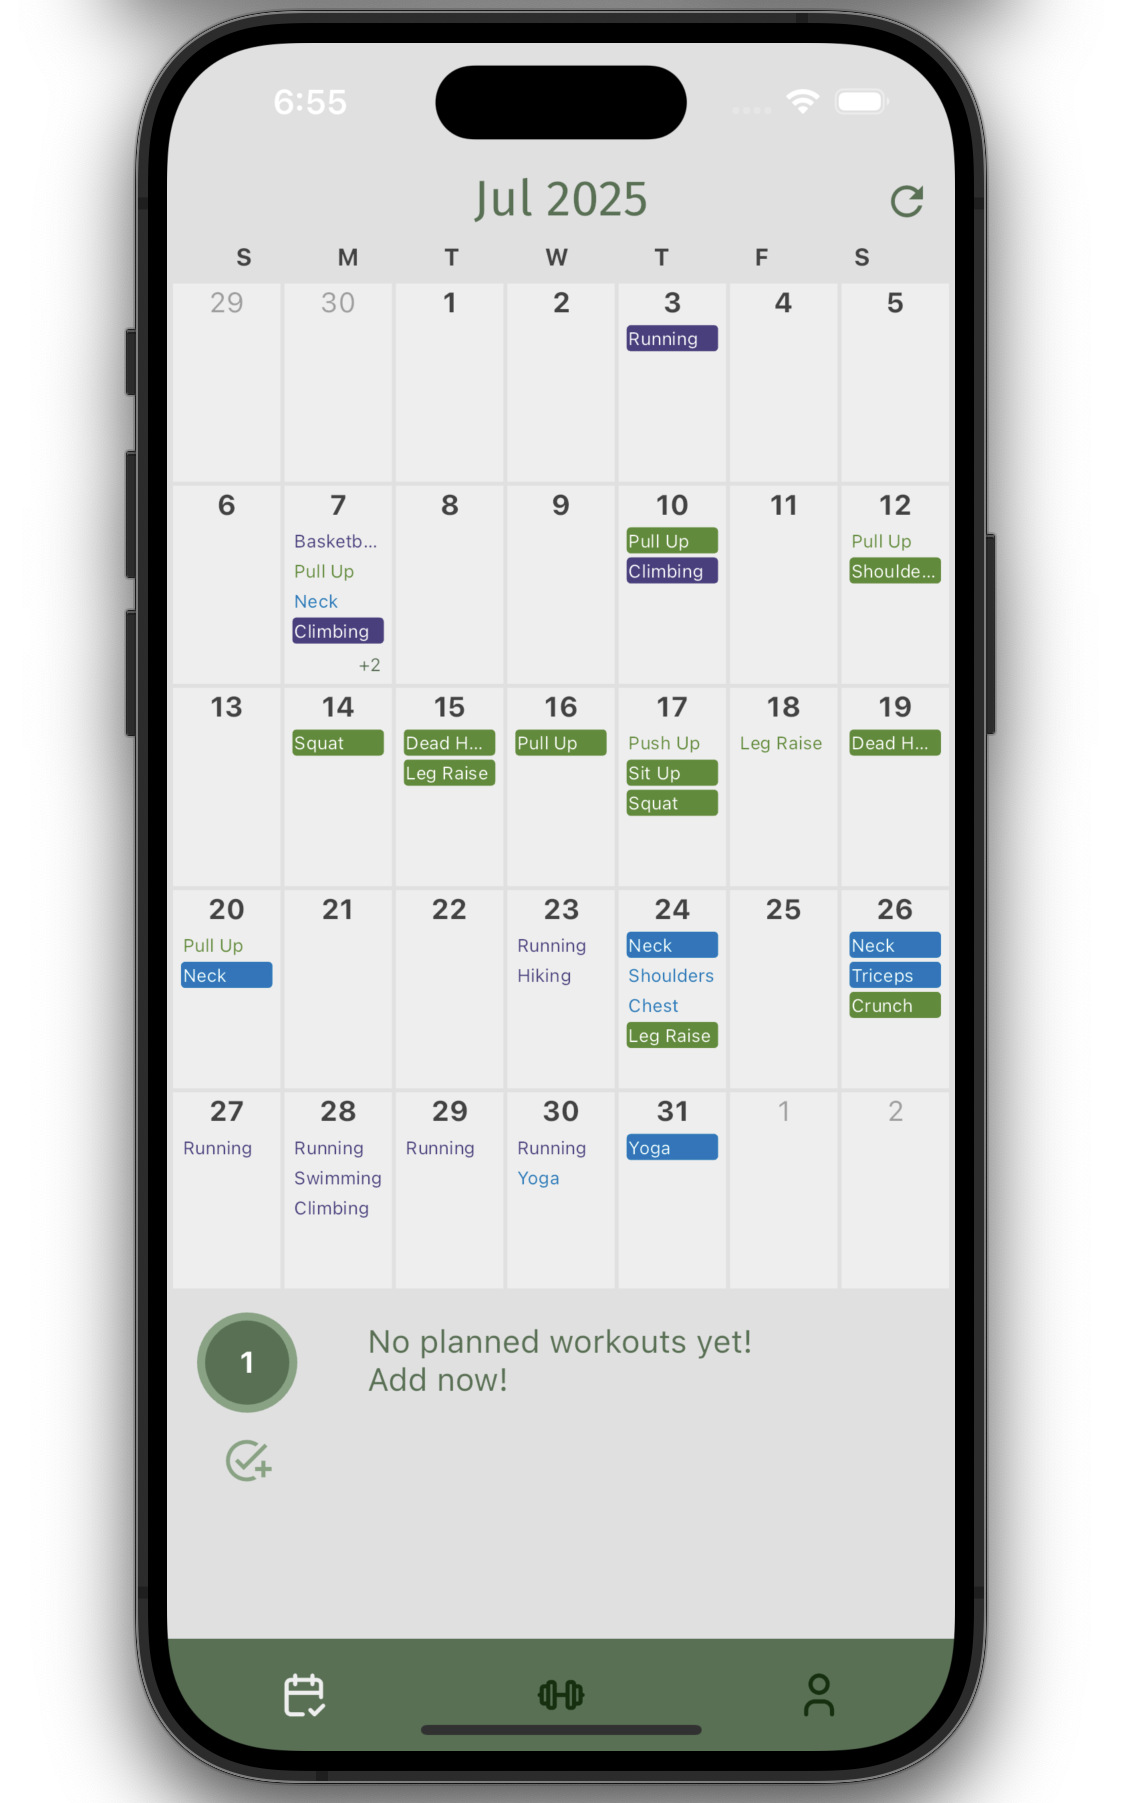 6:55
Jul 2025
S M T W T F S
29 30 1 2 3 4 5
Running
6 7 8 9 10 11 12
Basketb... Pull Up Pull Up
Pull Up Climbing Shoulde...
Neck
Climbing
+2
13 14 15 16 17 18 19
Squat Dead H... Pull Up Push Up Leg Raise Dead H...
Leg Raise Sit Up
Squat
20 21 22 23 24 25 26
Pull Up Running Neck Neck
Neck Hiking Shoulders Triceps
Chest Crunch
Leg Raise
27 28 29 30 31 1 2
Running Running Running Running Yoga
Swimming Yoga
Climbing
1
No planned workouts yet!
Add now!